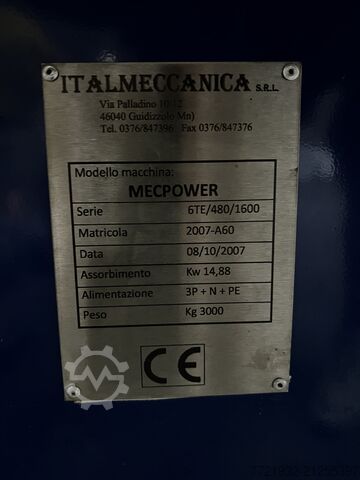 ITALMECCANICA S.R.L.
Via Palladino 10-12
46040 Guidizzolo Mn)
Tel. 0376/847396 Fax 0376/847376
Modello macchina:
MECPOWER
Serie 6TE/480/1600
Matricola 2007-A60
Data 08/10/2007
Assorbimento Kw 14,88
Alimentazione 3P + N + PE
Peso Kg 3000
CE